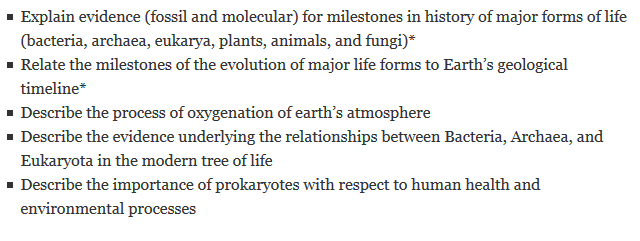 ▪ Explain evidence (fossil and molecular) for milestones in history of major forms of life
(bacteria, archaea, eukarya, plants, animals, and fungi)*
▪ Relate the milestones of the evolution of major life forms to Earth’s geological
timeline*
▪ Describe the process of oxygenation of earth’s atmosphere
▪ Describe the evidence underlying the relationships between Bacteria, Archaea, and
Eukaryota in the modern tree of life
▪ Describe the importance of prokaryotes with respect to human health and
environmental processes